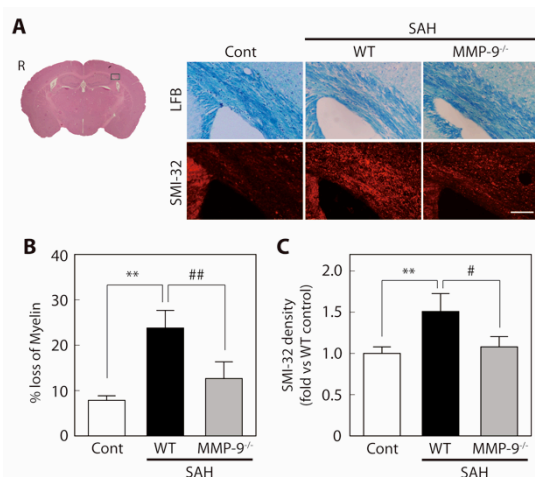 A
SAH
Cont WT MMP-9-/-
R
LFB
SMI-32
B
% loss of Myelin
40
30
20
10
0
** ##
Cont WT MMP-9-/-
SAH
C
SMI-32 density
(fold vs WT control)
2.0
1.5
1.0
0.5
0.0
** #
Cont WT MMP-9-/-
SAH